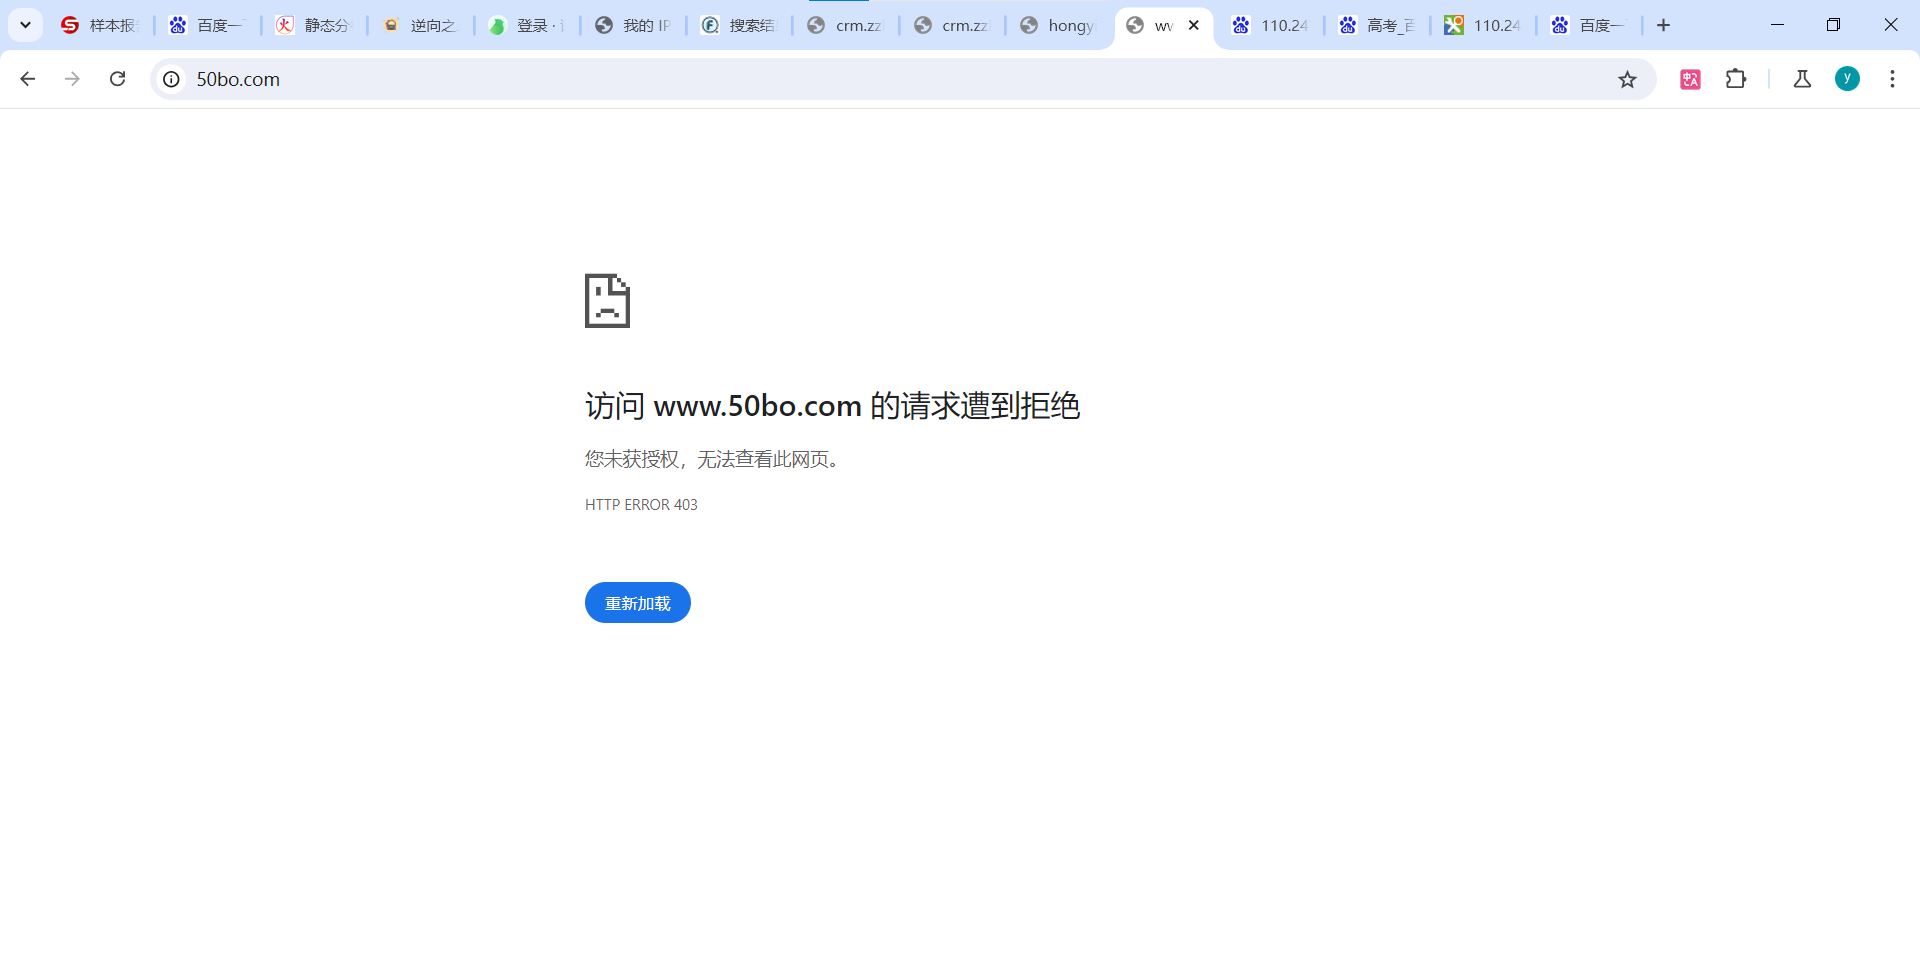 样本报 百度一 静态分 逆向之 登录 · 我的 IP 搜索结 crm.zz crm.zz hongy 110.24 高考_百 110.24 百度一
50bo.com
y
访问 www.50bo.com 的请求遭到拒绝
您未获授权，无法查看此网页。
HTTP ERROR 403
重新加载